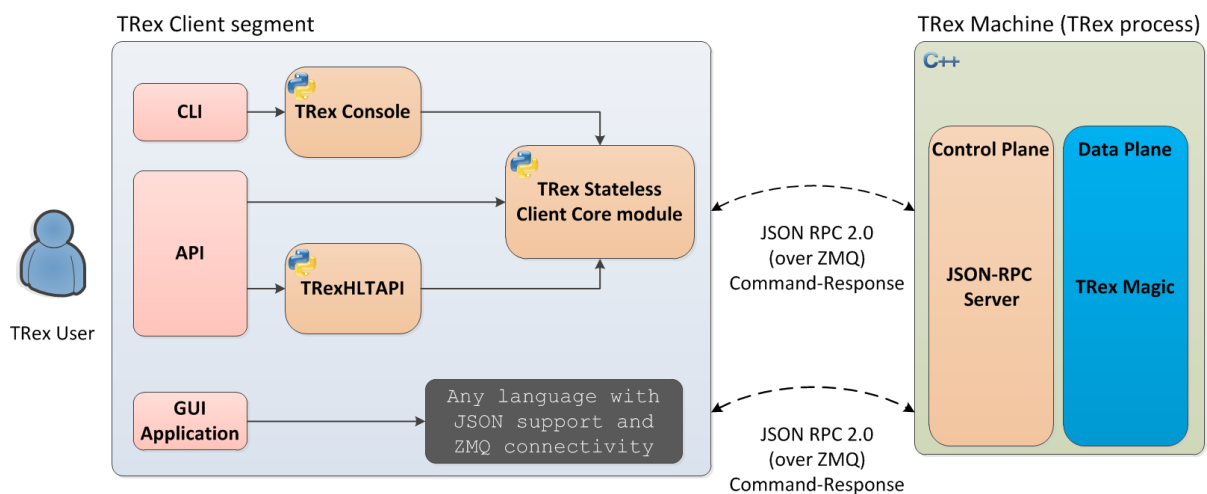 TRex Client segment
TRex Machine (TRex process)
C++
CLI
TRex Console
Control Plane
Data Plane
TRex Stateless
Client Core module
API
TRexHLTAPI
JSON RPC 2.0
(over ZMQ)
Command-Response
JSON-RPC
Server
TRex Magic
TRex User
GUI
Application
Any language with
JSON support and
ZMQ connectivity
JSON RPC 2.0
(over ZMQ)
Command-Response